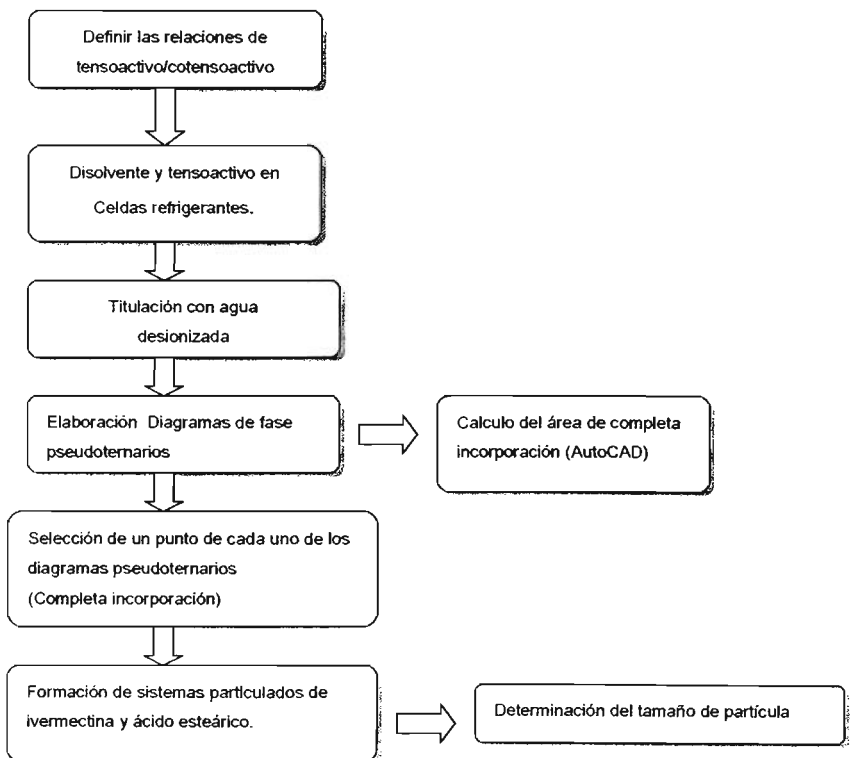 Definir las relaciones de
tensoactivo/cotensoactivo
Disolvente y tensoactivo en
Celdas refrigerantes.
Titulación con agua
desionizada
Elaboración Diagramas de fase
pseudoternarios
Calculo del área de completa
incorporación (AutoCAD)
Selección de un punto de cada uno de los
diagramas pseudoternarios
(Completa incorporación)
Formación de sistemas particulados de
ivermectina y ácido esteárico.
Determinación del tamaño de partícula